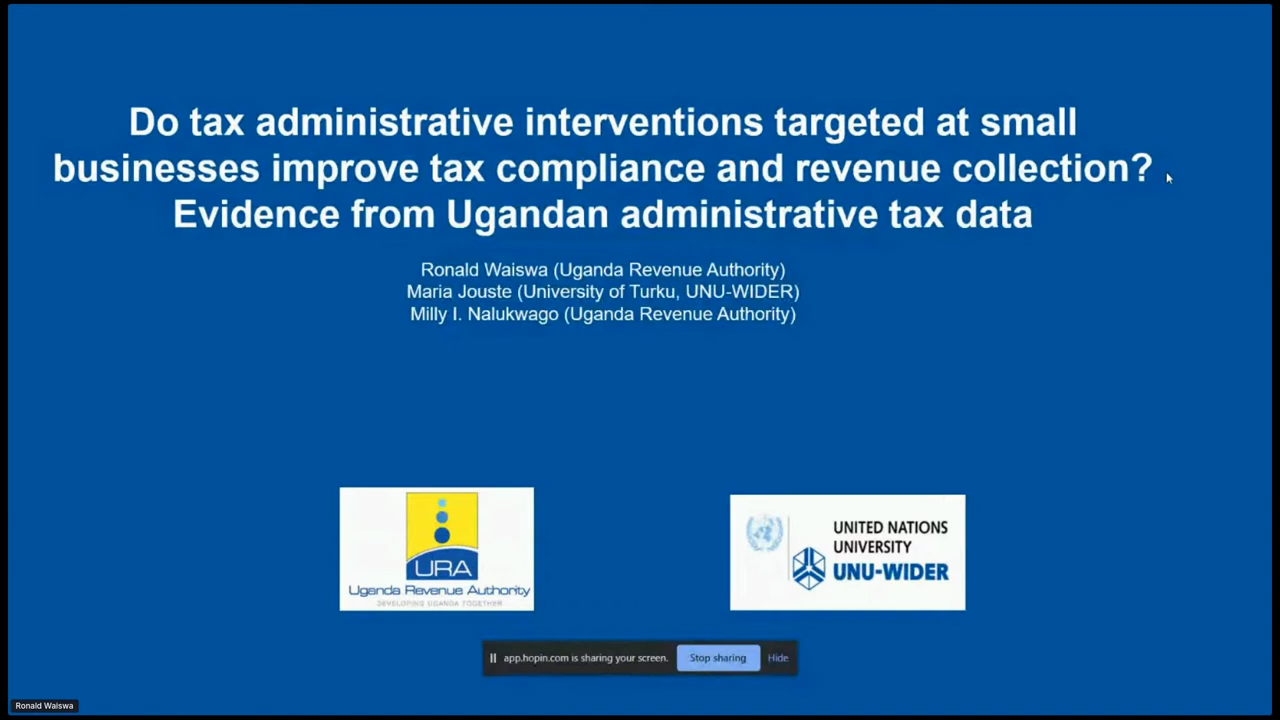 Do tax administrative interventions targeted at small
businesses improve tax compliance and revenue collection?
Evidence from Ugandan administrative tax data
Ronald Waiswa (Uganda Revenue Authority)
Maria Jouste (University of Turku, UNU-WIDER)
Milly I. Nalukwago (Uganda Revenue Authority)
URA
Uganda Revenue Authority
DEVELOPING UGANDA TOGETHER
UNITED NATIONS
UNIVERSITY
UNU-WIDER
app.hopin.com is sharing your screen. Stop sharing Hide
Ronald Waiswa